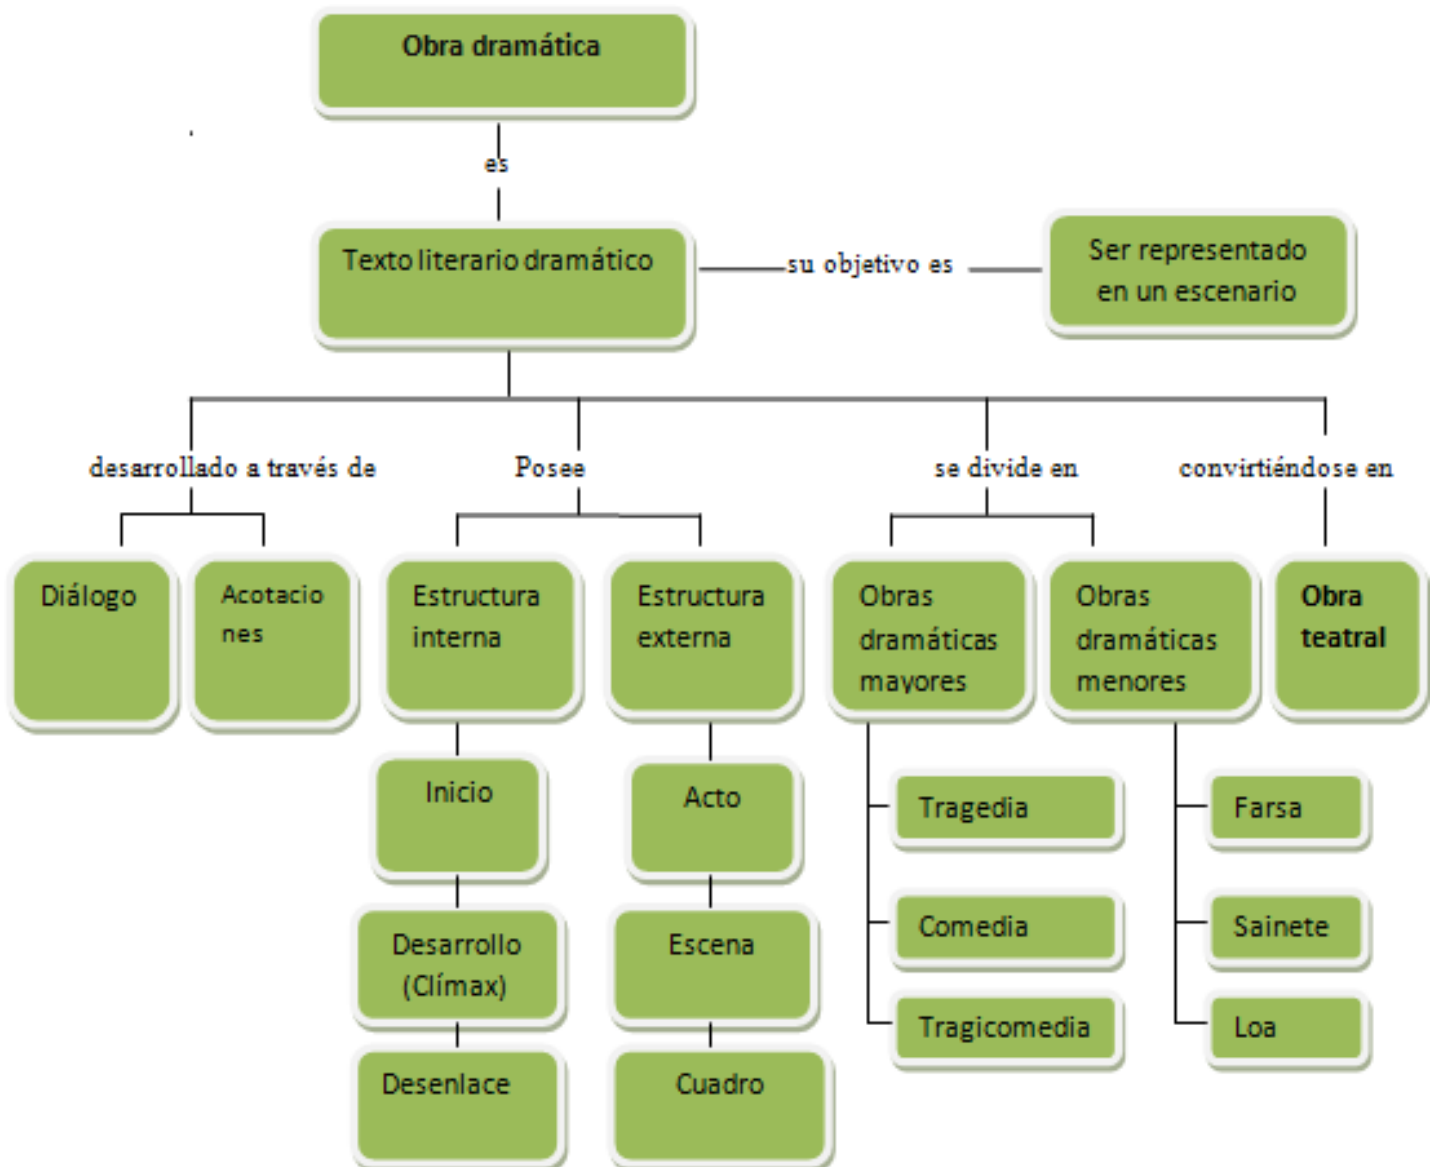 Obra dramática
es
Texto literario dramático
su objetivo es
Ser representado
en un escenario
desarrollado a través de
Posee
se divide en
convirtiéndose en
Diálogo
Acotacio
nes
Estructura
interna
Estructura
externa
Obras
dramáticas
mayores
Obras
dramáticas
menores
Obra
teatral
Inicio
Desarrollo
(Clímax)
Desenlace
Acto
Escena
Cuadro
Tragedia
Comedia
Tragicomedia
Farsa
Sainete
Loa